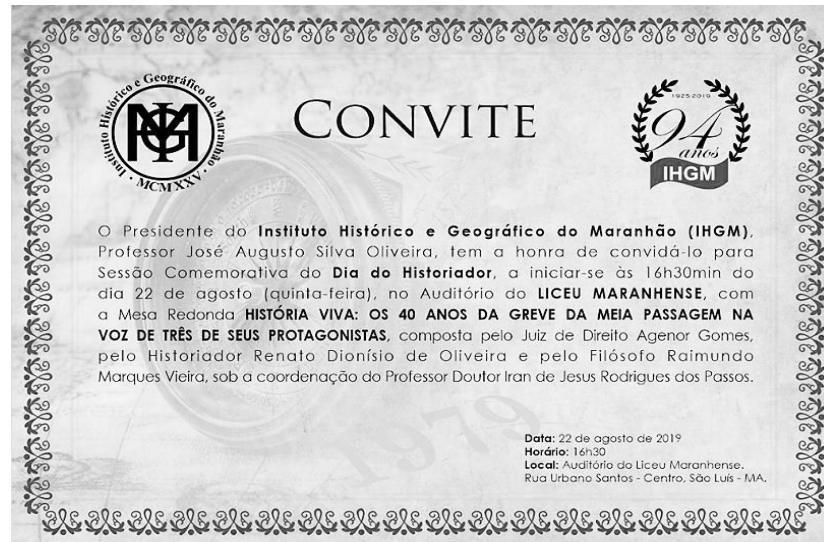 Instituto Histórico e Geográfico do Maranhão
MCMXXV
CONVITE
1925-2019
94
anos
IHGM
O Presidente do Instituto Histórico e Geográfico do Maranhão (IHGM),
Professor José Augusto Silva Oliveira, tem a honra de convidá-lo para
Sessão Comemorativa do Dia do Historiador, a iniciar-se às 16h30min do
dia 22 de agosto (quinta-feira), no Auditório do LICEU MARANHENSE, com
a Mesa Redonda HISTÓRIA VIVA: OS 40 ANOS DA GREVE DA MEIA PASSAGEM NA
VOZ DE TRÊS DE SEUS PROTAGONISTAS, composta pelo Juiz de Direito Agenor Gomes,
pelo Historiador Renato Dionísio de Oliveira e pelo Filósofo Raimundo
Marques Vieira, sob a coordenação do Professor Doutor Iran de Jesus Rodrigues dos Passos.
1979
Data: 22 de agosto de 2019
Horário: 16h30
Local: Auditório do Liceu Maranhense.
Rua Urbano Santos - Centro, São Luís - MA.